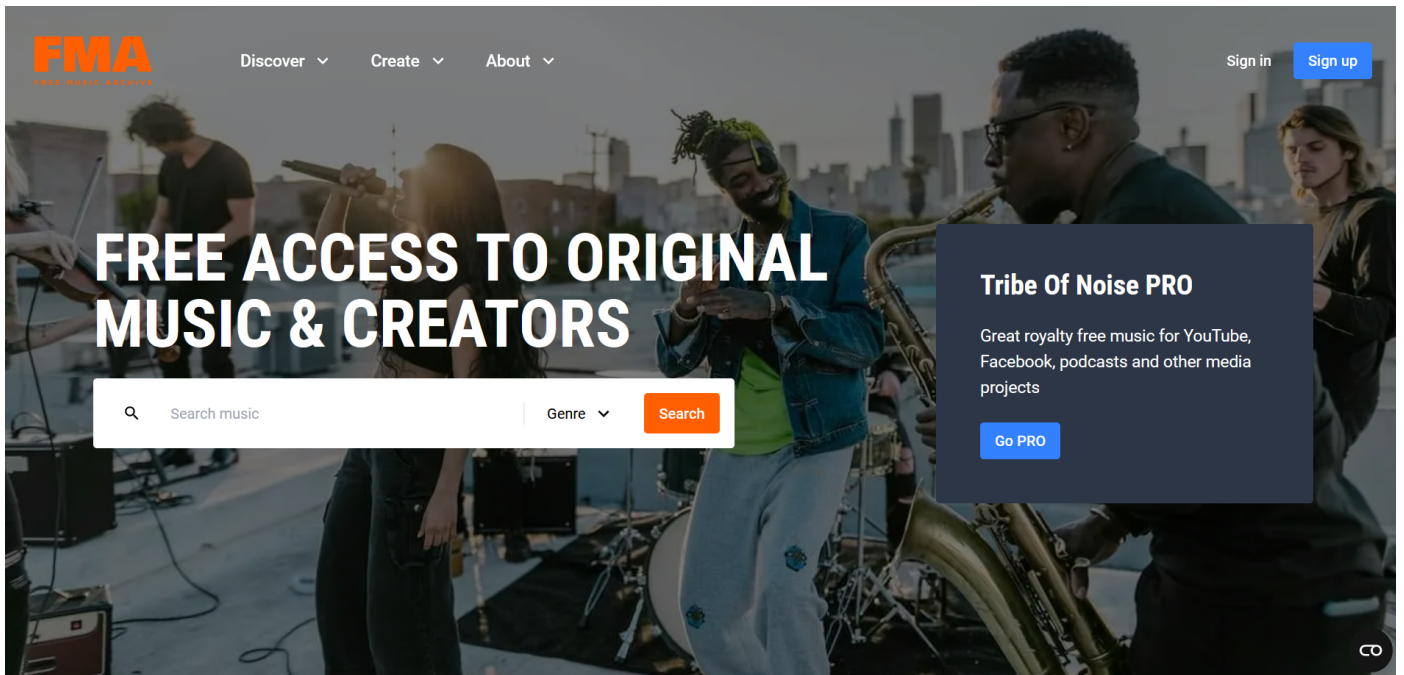 FMA
FREE MUSIC ARCHIVE
Discover
Create
About
Sign in
Sign up
FREE ACCESS TO ORIGINAL
MUSIC & CREATORS
Search music
Genre
Search
Tribe Of Noise PRO
Great royalty free music for YouTube,
Facebook, podcasts and other media
projects
Go PRO